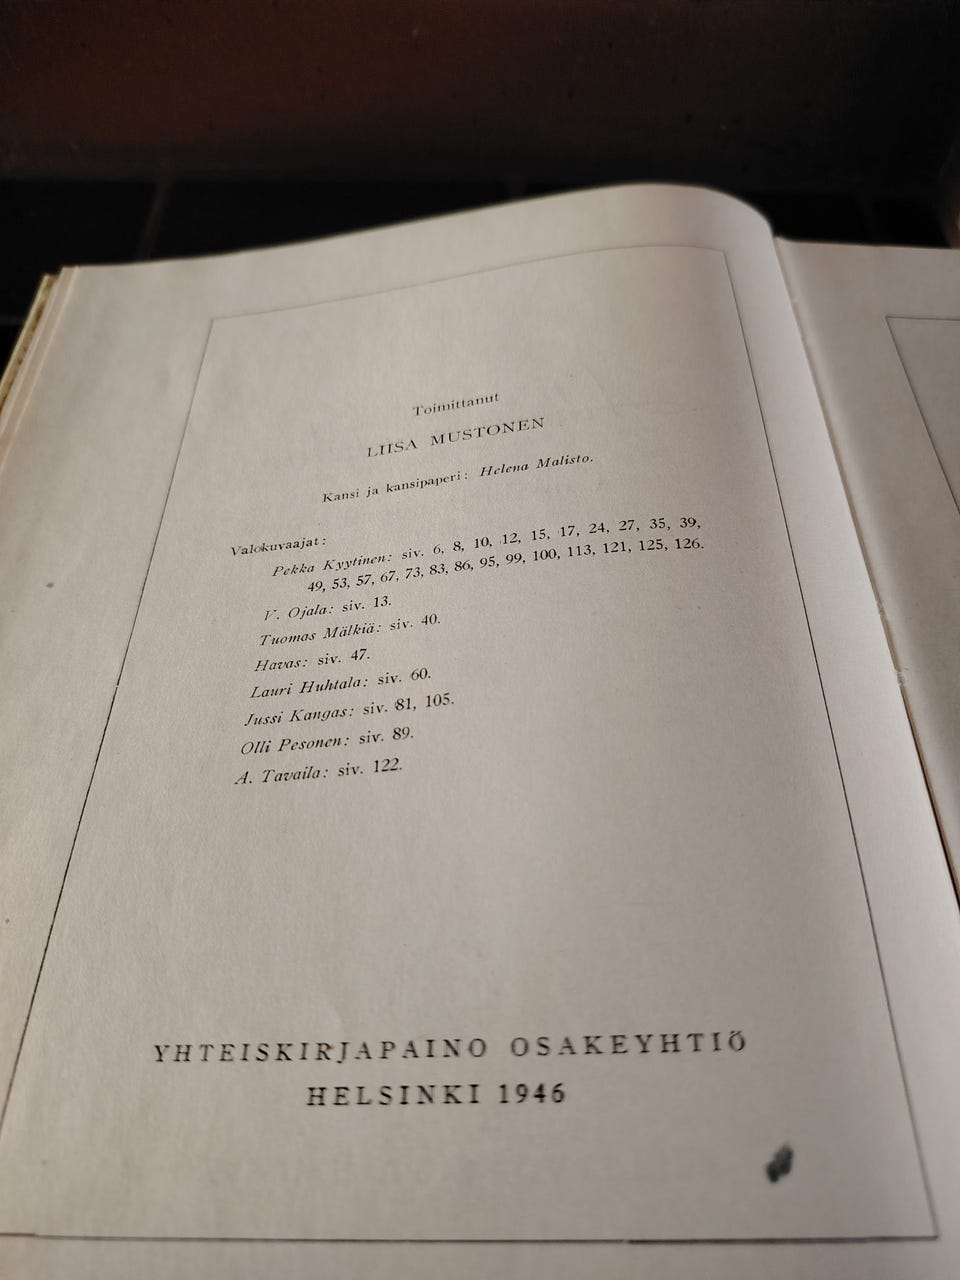 Toimittanut
LIISA MUSTONEN
Kansi ja kansipaperi: Helena Malisto.
Valokuvaajat:
Pekka Kyytinen: siv. 6, 8, 10, 12, 15, 17, 24, 27, 35, 39,
49, 53, 57, 67, 73, 83, 86, 95, 99, 100, 113, 121, 125, 126.
V. Ojala: siv. 13.
Tuomas Mälkiä: siv. 40.
Havas: siv. 47.
Lauri Huhtala: siv. 60.
Jussi Kangas: siv. 81, 105.
Olli Pesonen: siv. 89.
A. Tavaila: siv. 122.
YHTEISKIRJAPAINO OSAKEYHTIÖ
HELSINKI 1946